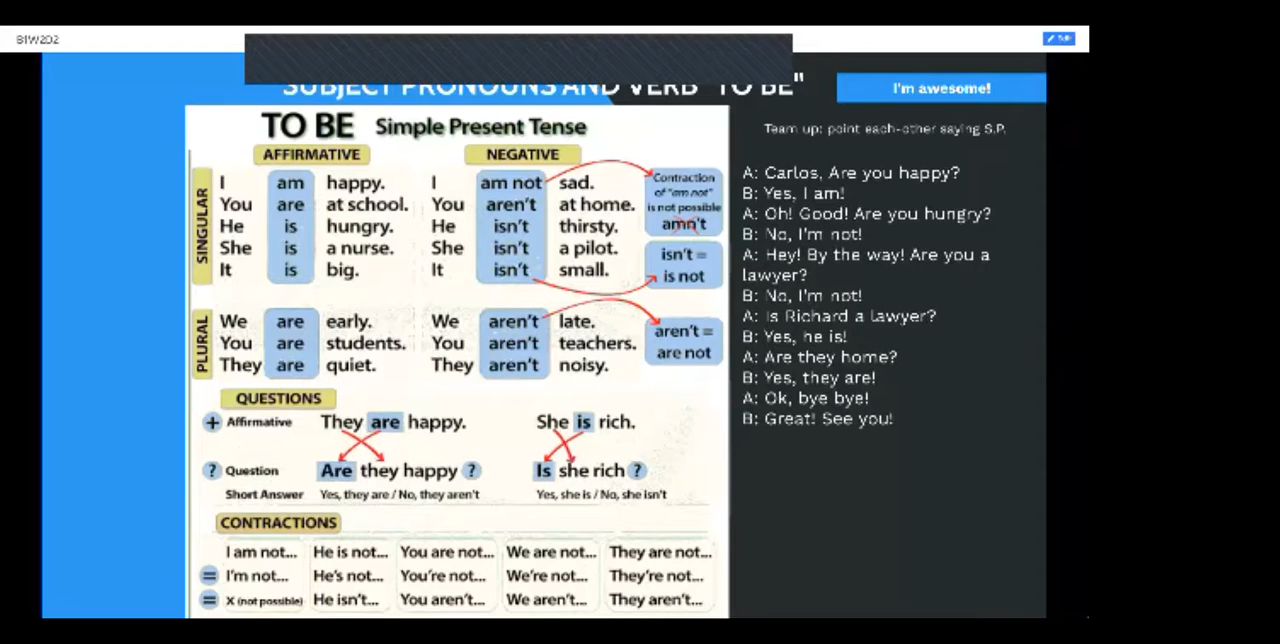 B1W2D2
"SUBJECT PRONOUNS AND VERB "TO BE"
I'm awesome!
TO BE Simple Present Tense
AFFIRMATIVE NEGATIVE
SINGULAR
I am happy. I am not sad.
You are at school. You aren't at home.
He is hungry. He isn't thirsty.
She is a nurse. She isn't a pilot.
It is big. It isn't small.
Contraction
of "am not"
is not possible
amn't
isn't =
is not
PLURAL
We are early. We aren't late.
You are students. You aren't teachers.
They are quiet. They aren't noisy.
aren't =
are not
QUESTIONS
+ Affirmative They are happy. She is rich.
? Question Are they happy ? Is she rich ?
Short Answer Yes, they are / No, they aren't Yes, she is / No, she isn't
CONTRACTIONS
I am not... He is not... You are not... We are not... They are not...
= I'm not... He's not... You're not... We're not... They're not...
= X (not possible) He isn't... You aren't... We aren't... They aren't...
Team up: point each-other saying S.P.
A: Carlos, Are you happy?
B: Yes, I am!
A: Oh! Good! Are you hungry?
B: No, I'm not!
A: Hey! By the way! Are you a
lawyer?
B: No, I'm not!
A: Is Richard a lawyer?
B: Yes, he is!
A: Are they home?
B: Yes, they are!
A: Ok, bye bye!
B: Great! See you!